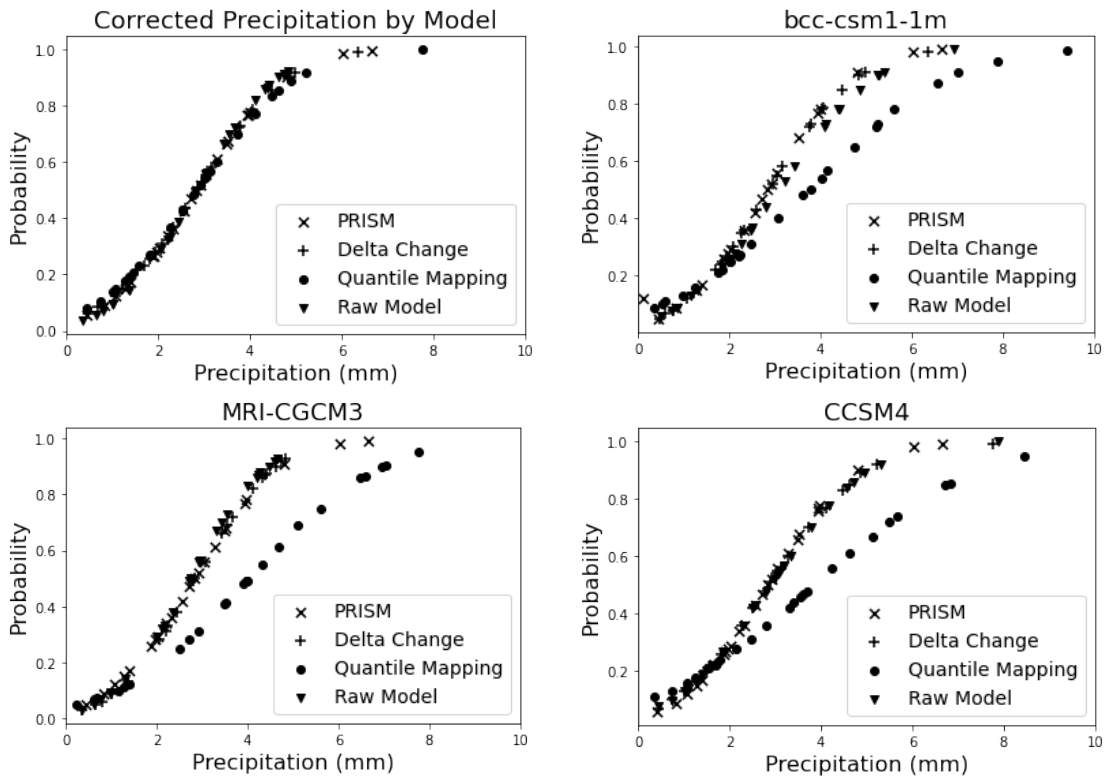 Corrected Precipitation by Model
1.0
0.8
0.6
0.4
0.2
0.0
Probability
PRISM
Delta Change
Quantile Mapping
Raw Model
0 2 4 6 8 10
Precipitation (mm)
bcc-csm1-1m
1.0
0.8
0.6
0.4
0.2
Probability
PRISM
Delta Change
Quantile Mapping
Raw Model
0 2 4 6 8 10
Precipitation (mm)
MRI-CGCM3
1.0
0.8
0.6
0.4
0.2
0.0
Probability
PRISM
Delta Change
Quantile Mapping
Raw Model
0 2 4 6 8 10
Precipitation (mm)
CCSM4
1.0
0.8
0.6
0.4
0.2
Probability
PRISM
Delta Change
Quantile Mapping
Raw Model
0 2 4 6 8 10
Precipitation (mm)